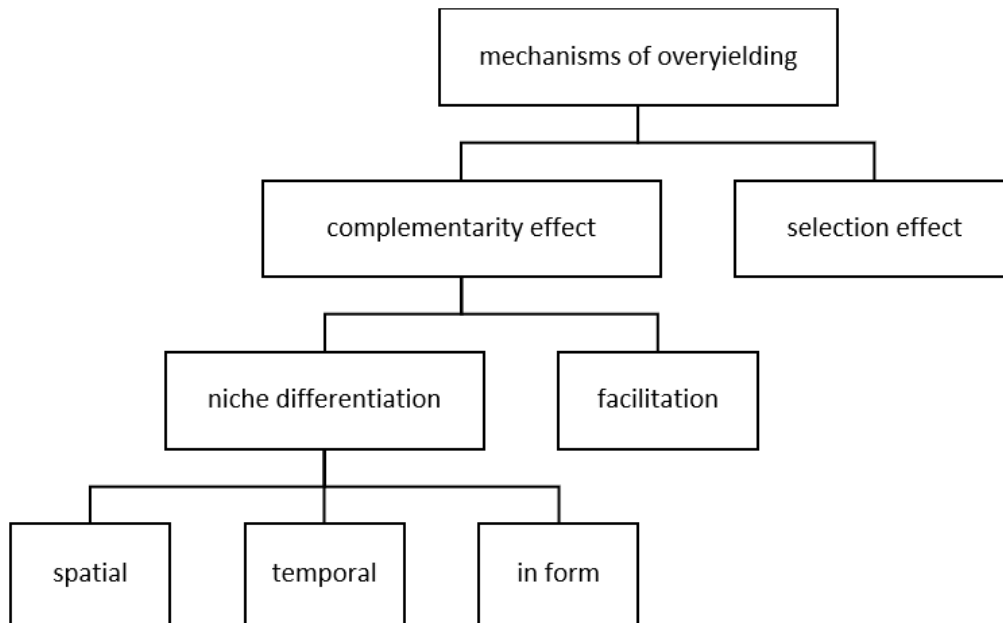 mechanisms of overyielding
complementarity effect
selection effect
niche differentiation
facilitation
spatial
temporal
in form